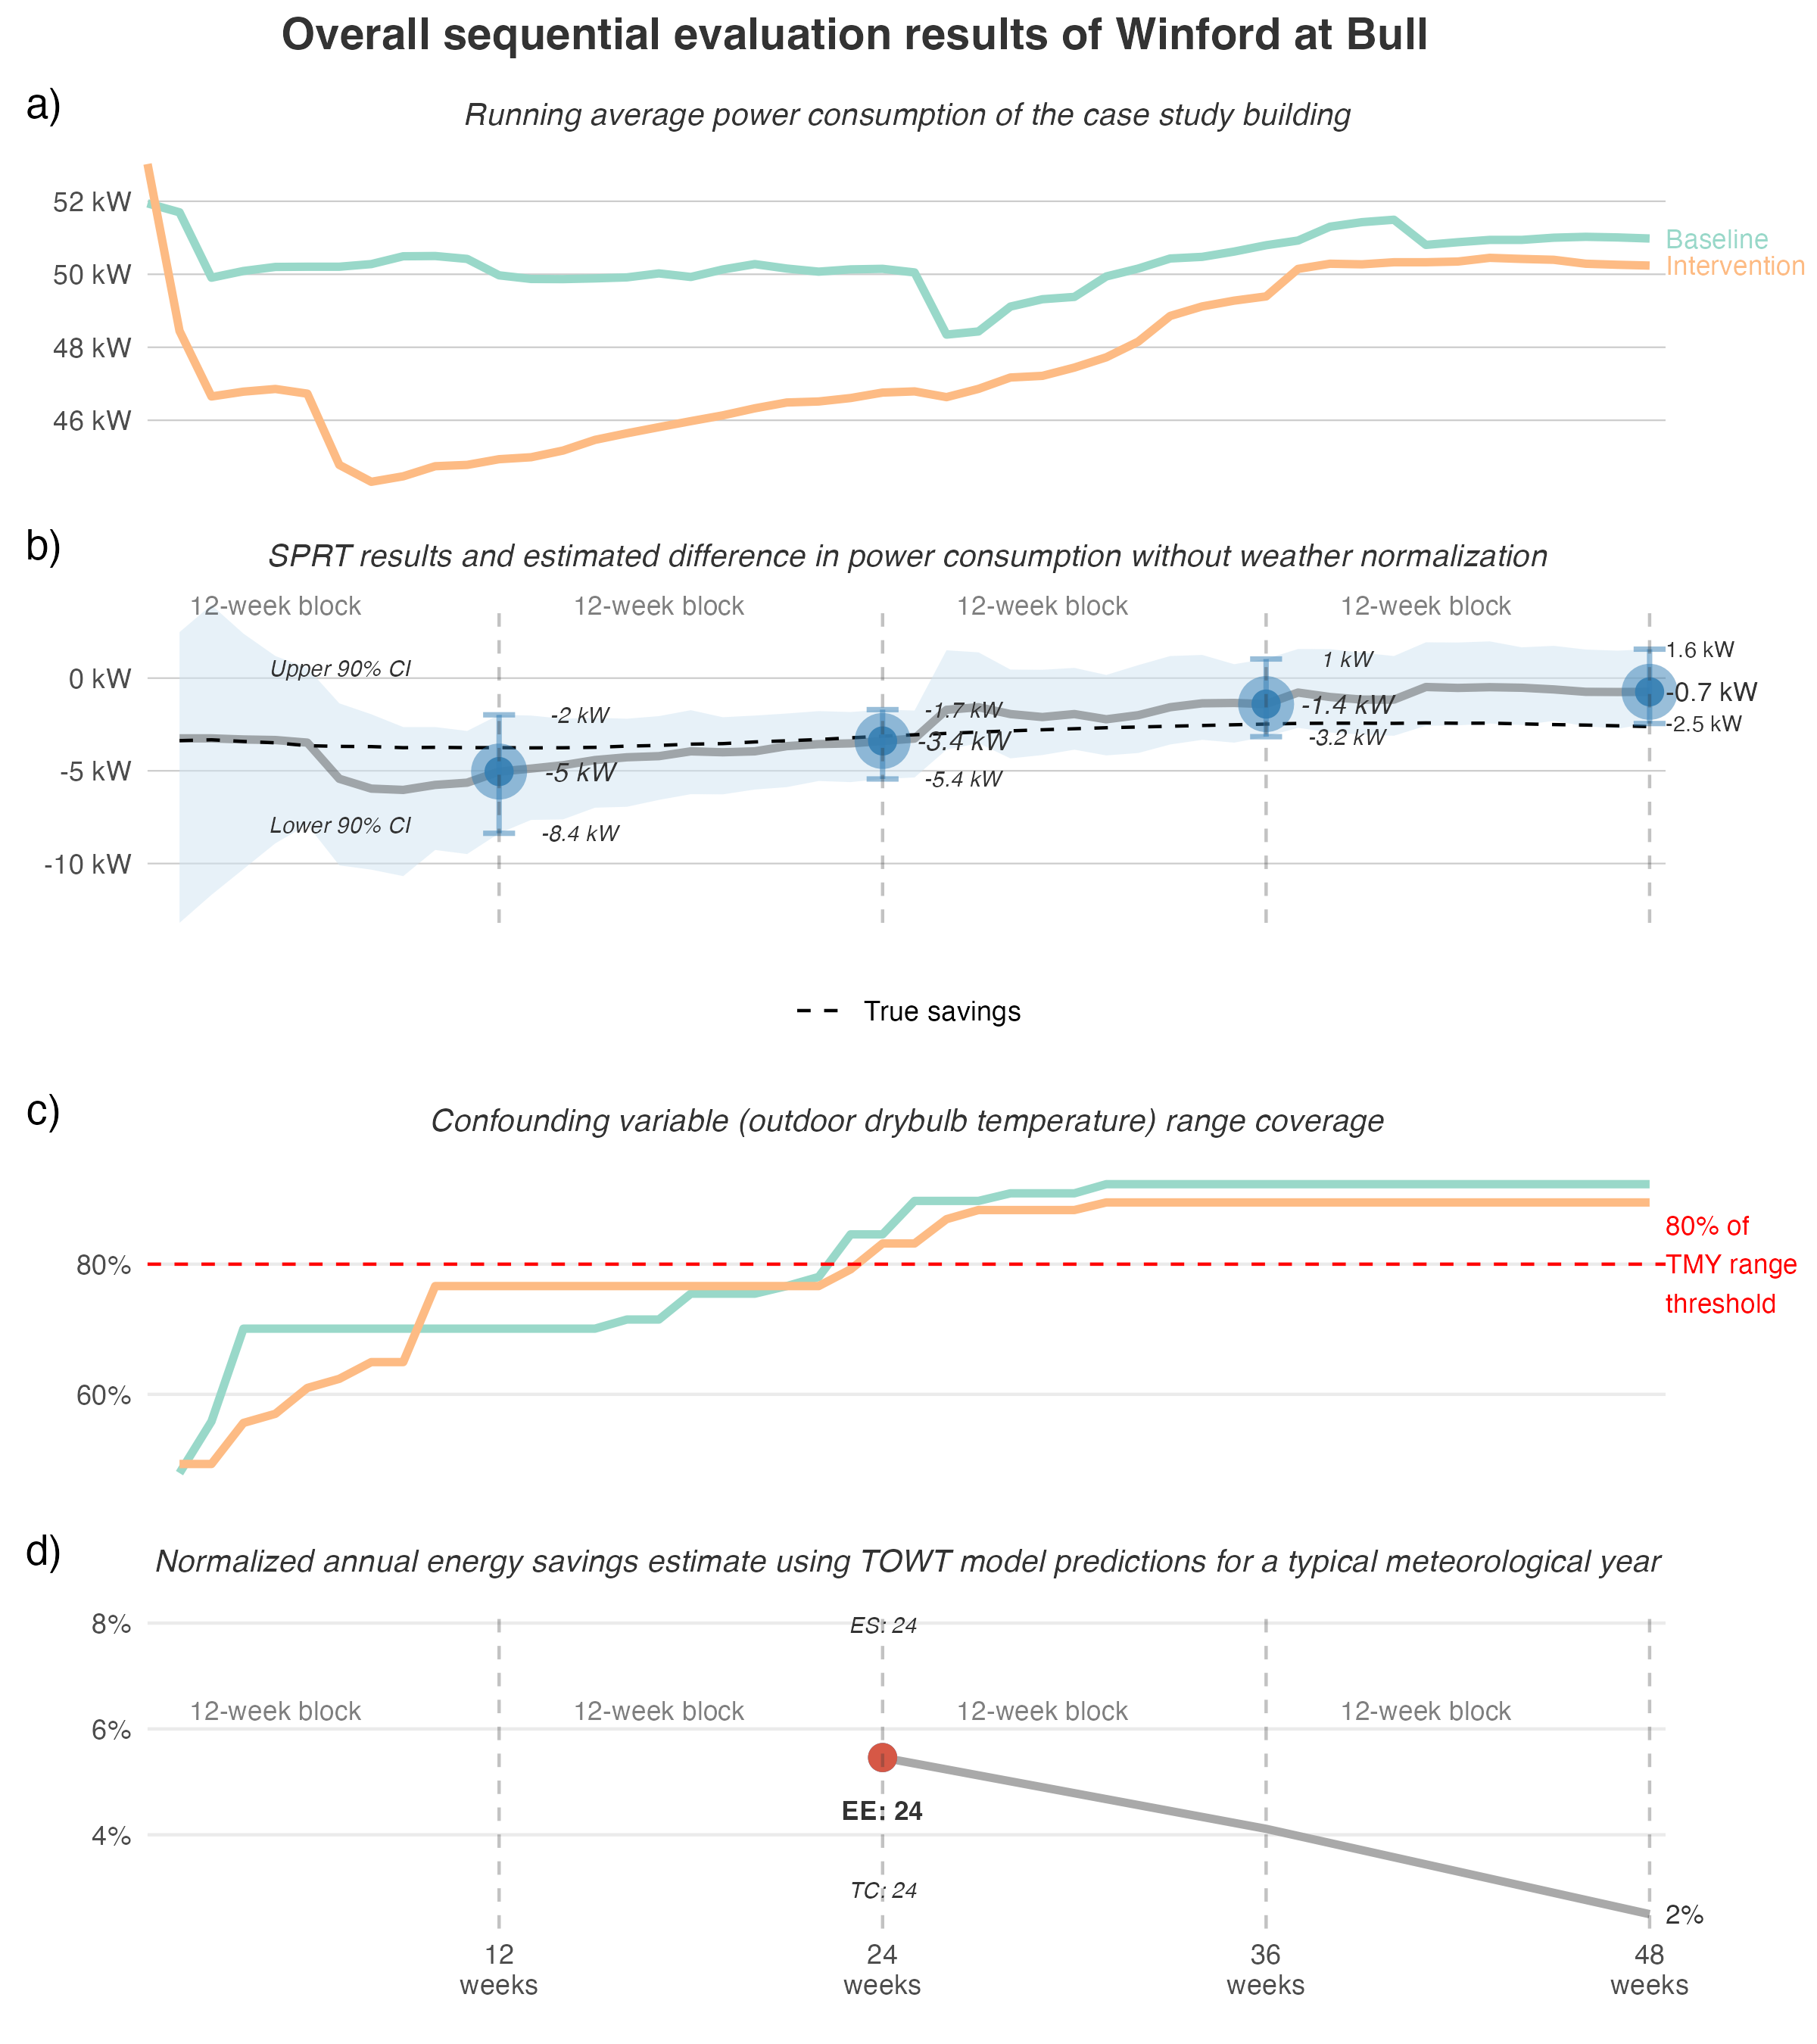 Overall sequential evaluation results of Winford at Bull
a)
Running average power consumption of the case study building
52 kW
50 kW
48 kW
46 kW
Baseline
Intervention
b)
SPRT results and estimated difference in power consumption without weather normalization
12-week block
12-week block
12-week block
12-week block
0 kW
-5 kW
-10 kW
Upper 90% CI
Lower 90% CI
-2 kW
-5 kW
-8.4 kW
-1.7 kW
-3.4 kW
-5.4 kW
1 kW
-1.4 kW
-3.2 kW
1.6 kW
-0.7 kW
-2.5 kW
True savings
c)
Confounding variable (outdoor drybulb temperature) range coverage
80%
60%
80% of
TMY range
threshold
d)
Normalized annual energy savings estimate using TOWT model predictions for a typical meteorological year
8%
6%
4%
ES: 24
12-week block
12-week block
12-week block
12-week block
EE: 24
TC: 24
2%
12
weeks
24
weeks
36
weeks
48
weeks